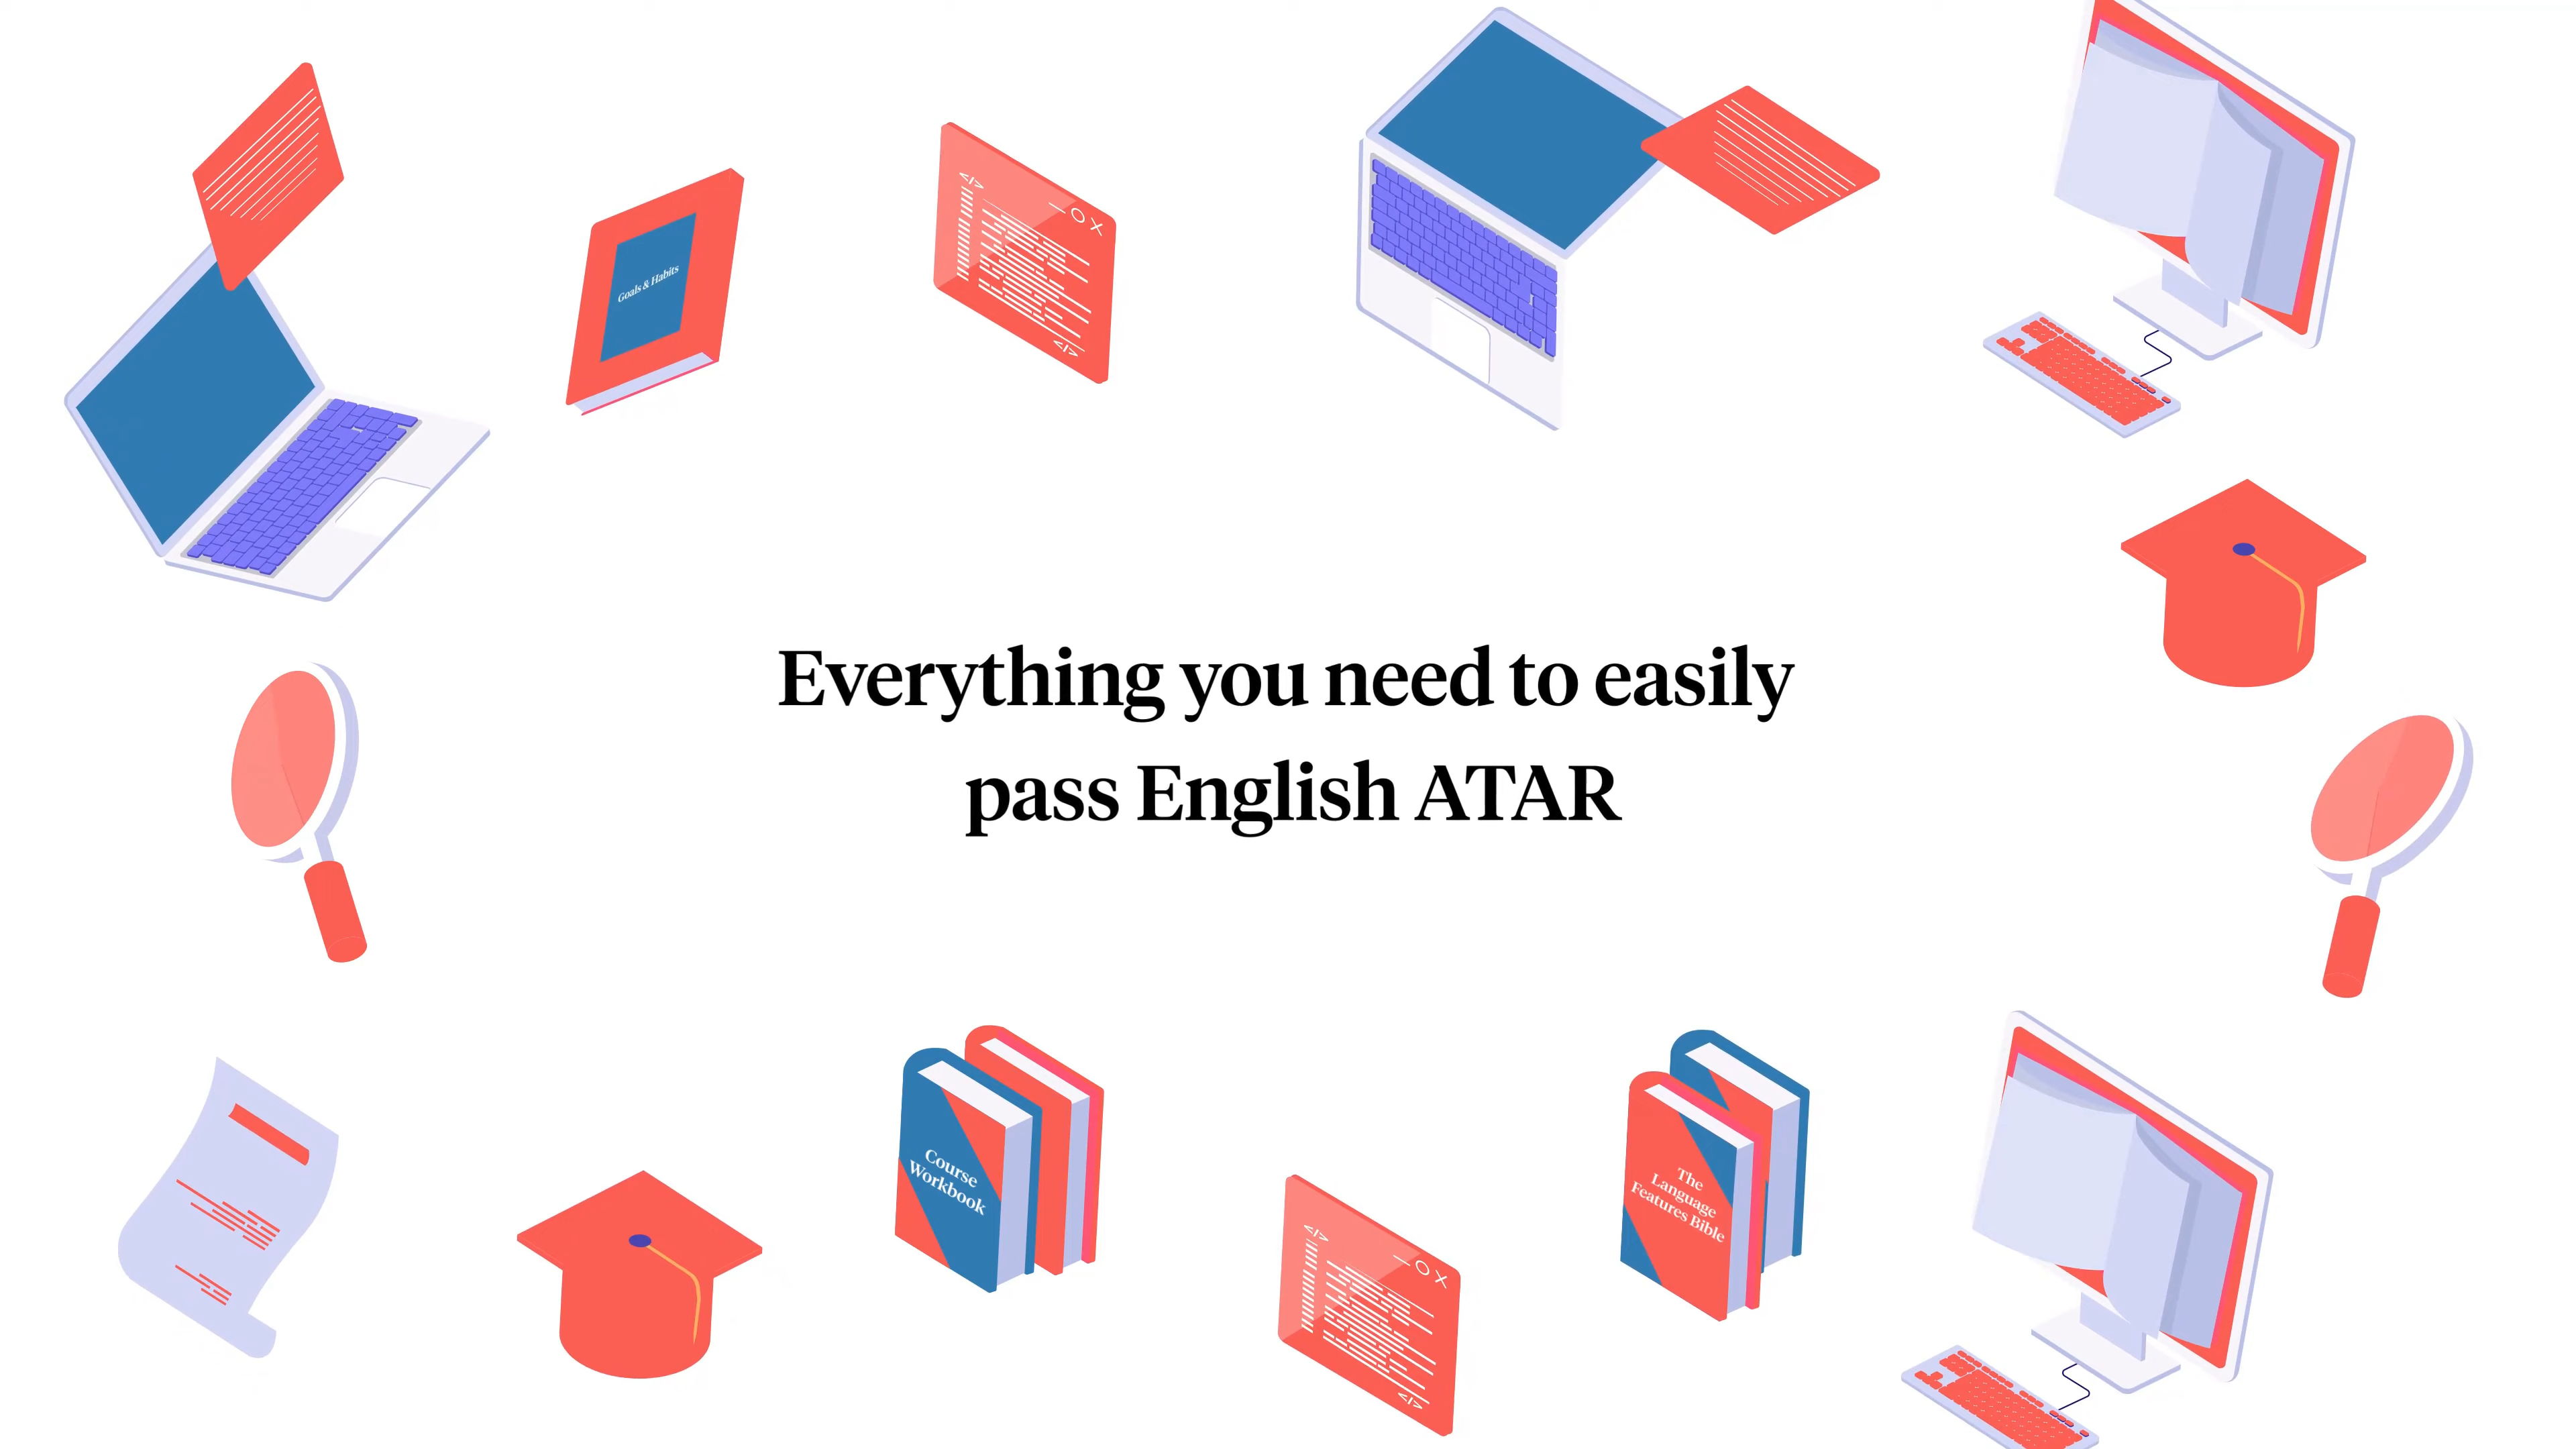 Goals & Habits
</>
</>
Everything you need to easily
pass English ATAR
Course
Workbook
The
Language
Features Bible
</>
</>